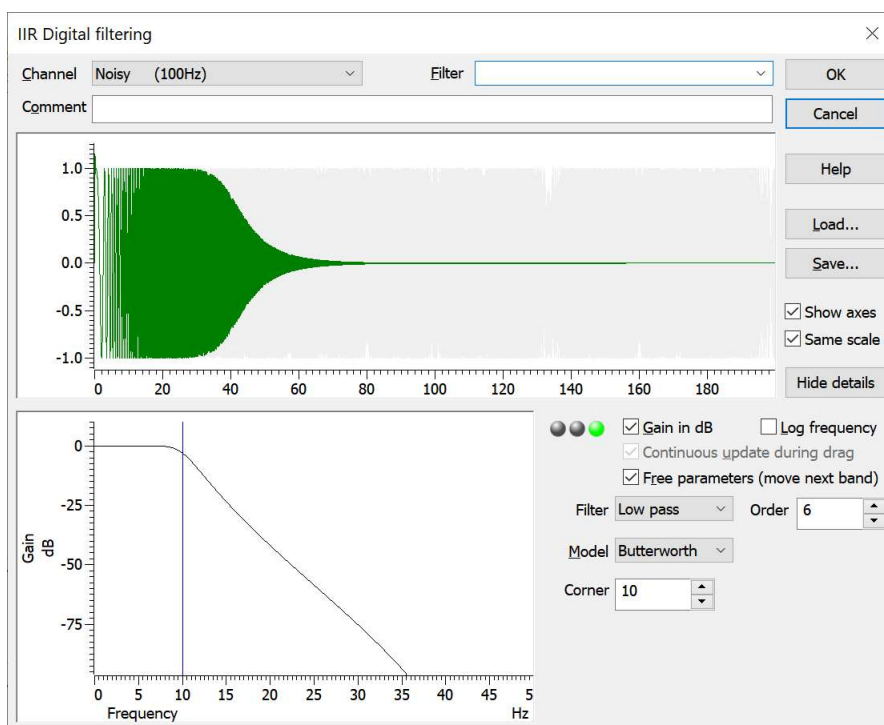 IIR Digital filtering
Channel Noisy (100Hz) Filter OK
Comment Cancel
1.0
0.5
0.0
-0.5
-1.0
0 20 40 60 80 100 120 140 160 180
Help
Load...
Save...
Show axes
Same scale
Hide details
0
-25
-50
-75
Gain
dB
0 5 10 15 20 25 30 35 40 45 5
Frequency Hz
Gain in dB Log frequency
Continuous update during drag
Free parameters (move next band)
Filter Low pass Order 6
Model Butterworth
Corner 10